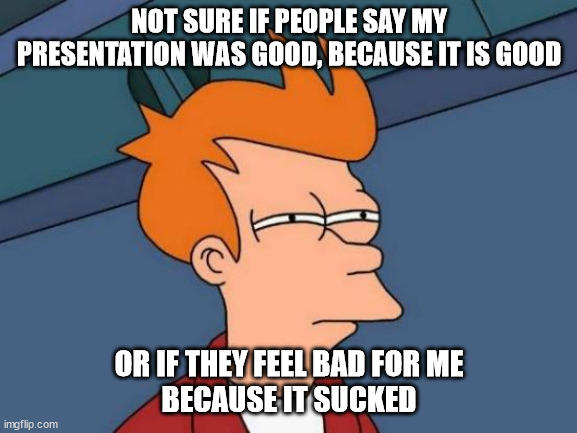 NOT SURE IF PEOPLE SAY MY
PRESENTATION WAS GOOD, BECAUSE IT IS GOOD
OR IF THEY FEEL BAD FOR ME
BECAUSE IT SUCKED
imgflip.com